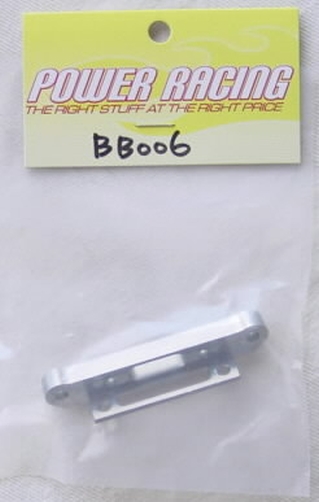 POWER RACING
THE RIGHT STUFF AT THE RIGHT PRICE
BB006